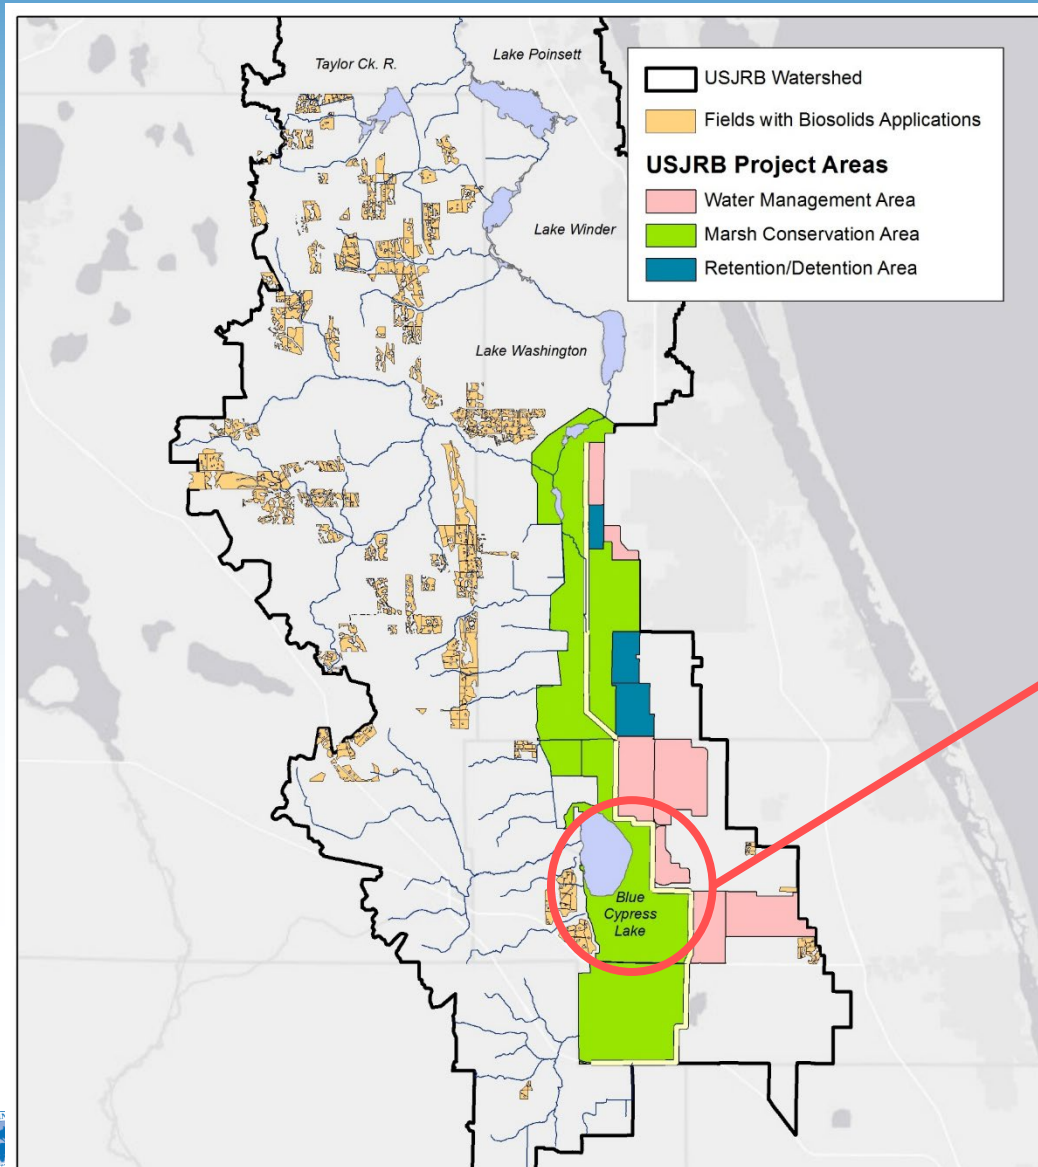 Taylor Ck. R.
Lake Poinsett
USJRB Watershed
Fields with Biosolids Applications
USJRB Project Areas
Water Management Area
Marsh Conservation Area
Retention/Detention Area
Lake Winder
Lake Washington
Blue
Cypress
Lake